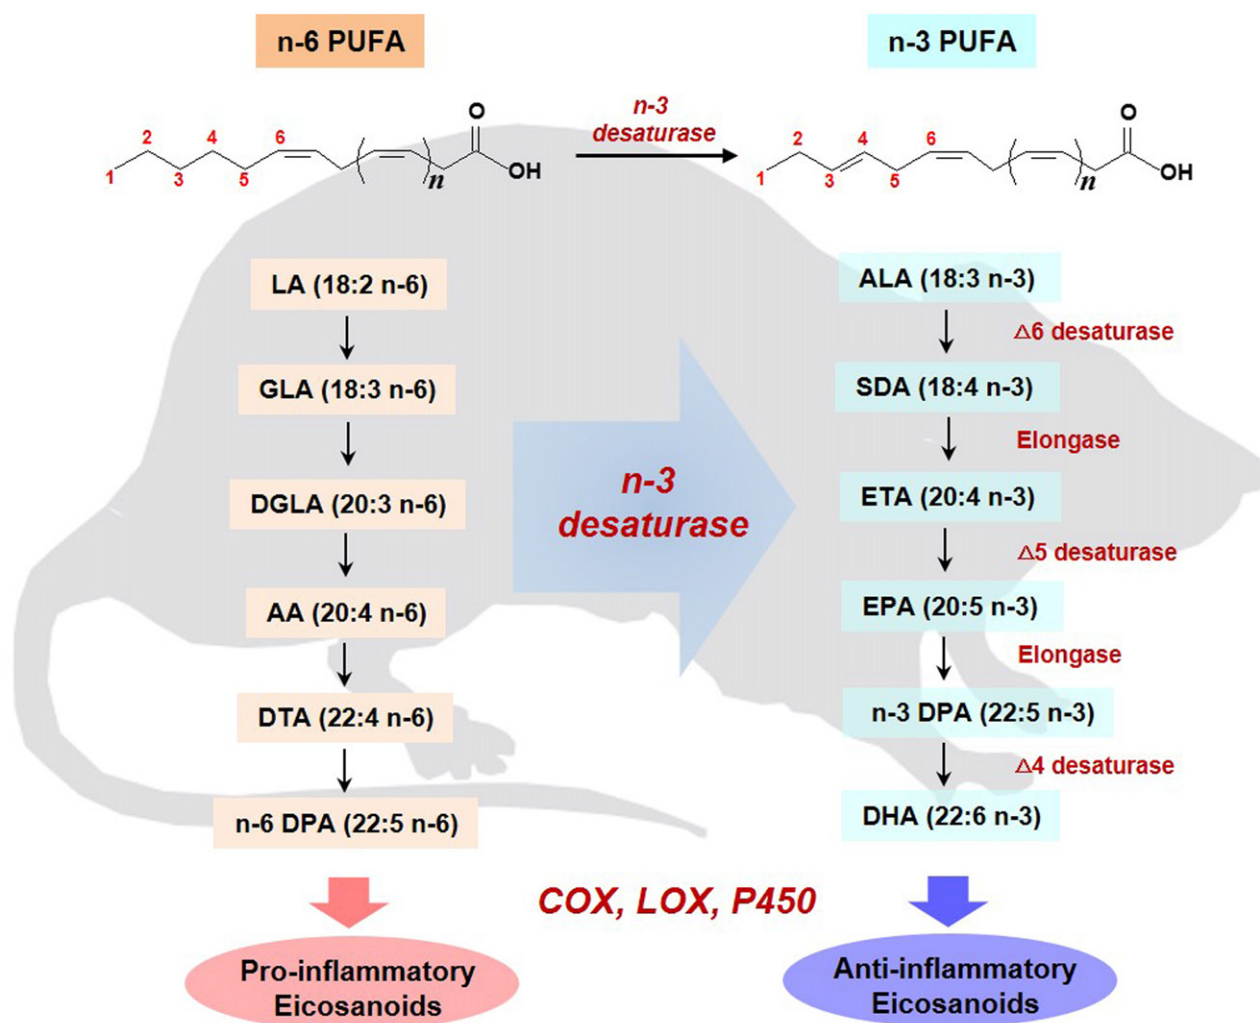 n-6 PUFA
n-3 PUFA
n-3
desaturase
1
2
3
4
5
6
n
O
OH
1
2
3
4
5
6
n
O
OH
LA (18:2 n-6)
GLA (18:3 n-6)
DGLA (20:3 n-6)
AA (20:4 n-6)
DTA (22:4 n-6)
n-6 DPA (22:5 n-6)
n-3
desaturase
ALA (18:3 n-3)
△6 desaturase
SDA (18:4 n-3)
Elongase
ETA (20:4 n-3)
△5 desaturase
EPA (20:5 n-3)
Elongase
n-3 DPA (22:5 n-3)
△4 desaturase
DHA (22:6 n-3)
COX, LOX, P450
Pro-inflammatory
Eicosanoids
Anti-inflammatory
Eicosanoids